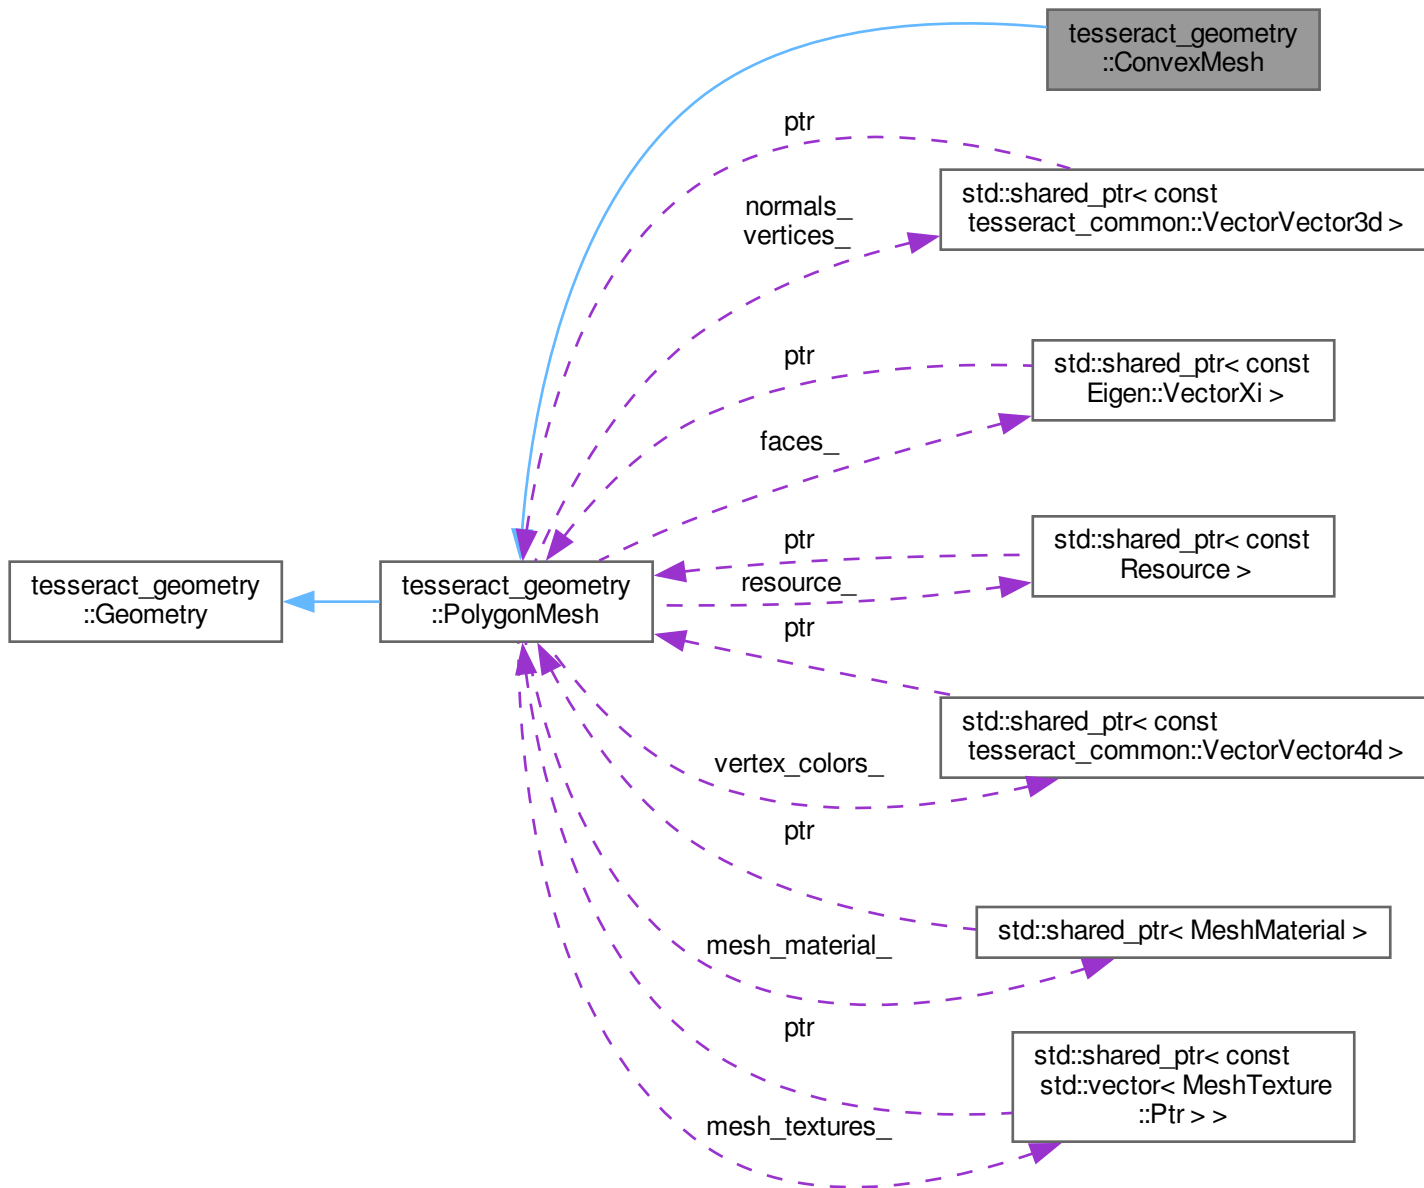 tesseract_geometry
::ConvexMesh
ptr
std::shared_ptr< const
tesseract_common::VectorVector3d >
normals_
vertices_
std::shared_ptr< const
Eigen::VectorXi >
ptr
faces_
std::shared_ptr< const
Resource >
ptr
resource_
tesseract_geometry
::Geometry
tesseract_geometry
::PolygonMesh
ptr
std::shared_ptr< const
tesseract_common::VectorVector4d >
vertex_colors_
ptr
std::shared_ptr< MeshMaterial >
mesh_material_
ptr
std::shared_ptr< const
std::vector< MeshTexture
::Ptr > >
mesh_textures_